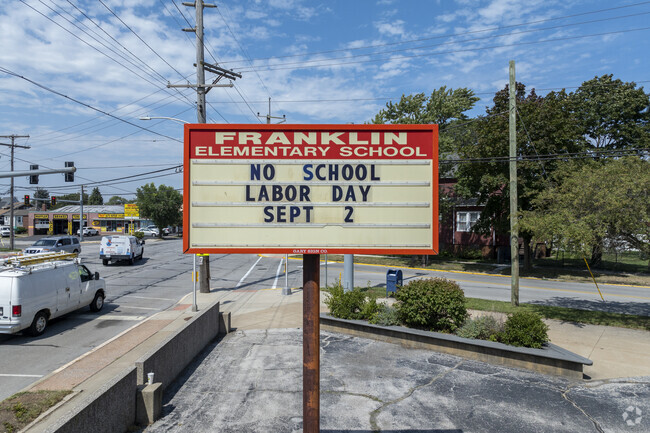 FRANKLIN
ELEMENTARY SCHOOL
NO SCHOOL
LABOR DAY
SEPT 2